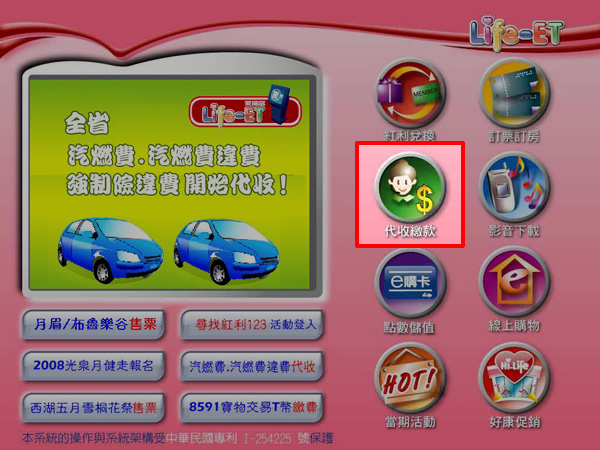 Life-ET
萊爾富
Life-ET
全省
汽燃費.汽燃費違費
強制險違費開始代收!
MEMBER
紅利兌換
訂票訂房
$
代收繳款
影音下載
e購卡
點數儲值
e
線上購物
HOT!
當期活動
Hi-Life
好康促銷
月眉/布魯樂谷售票
尋找紅利123 活動登入
2008光泉月健走報名
汽燃費.汽燃費違費代收
西湖五月雪桐花祭售票
8591寶物交易T幣繳費
本系統的操作與系統架構受中華民國專利 I-254225 號保護